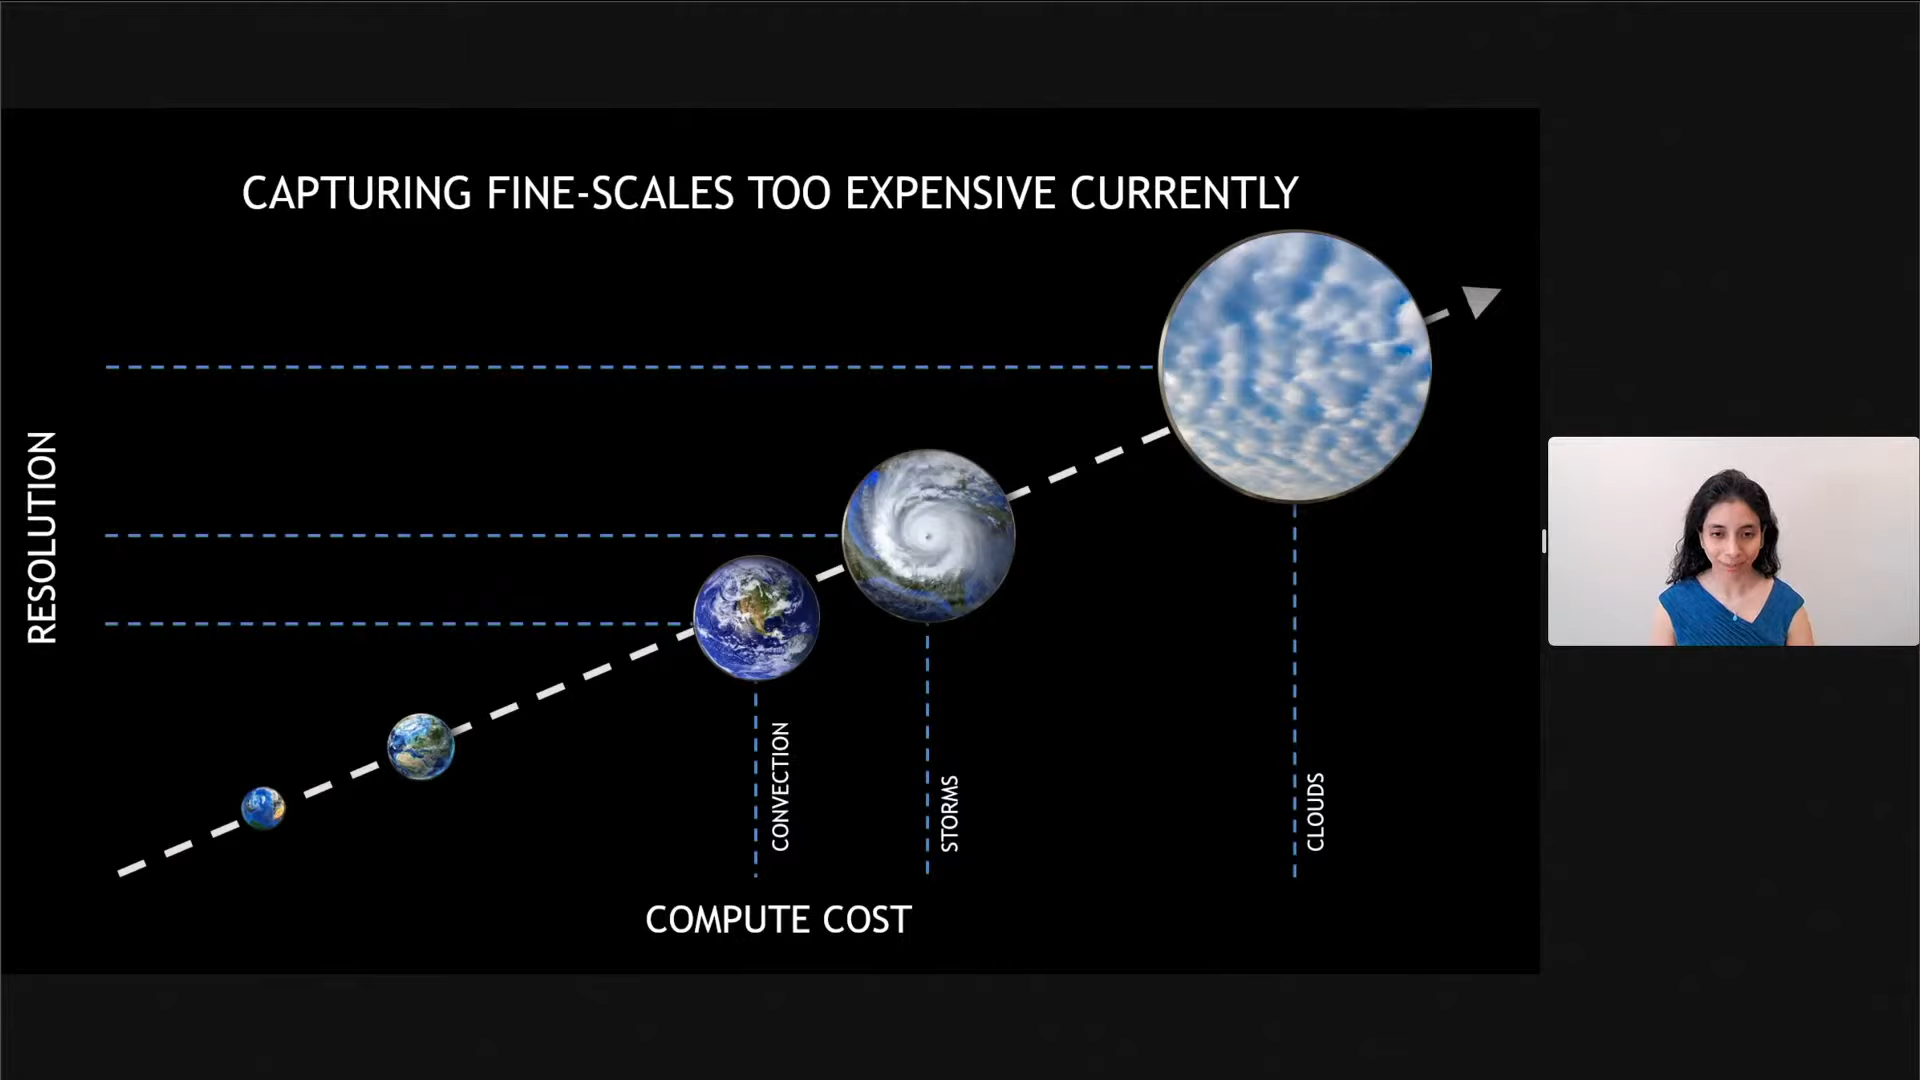 CAPTURING FINE-SCALES TOO EXPENSIVE CURRENTLY
RESOLUTION
CONVECTION
STORMS
CLOUDS
COMPUTE COST